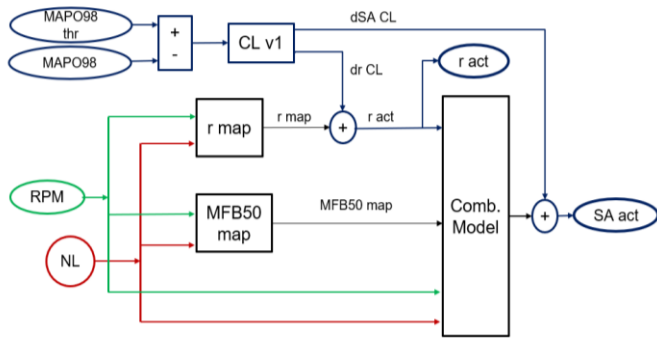 MAPO98
thr
MAPO98
+
-
CL v1
dSA CL
dr CL
r act
r map
r map
+
r act
RPM
MFB50
map
MFB50 map
Comb.
Model
+
SA act
NL